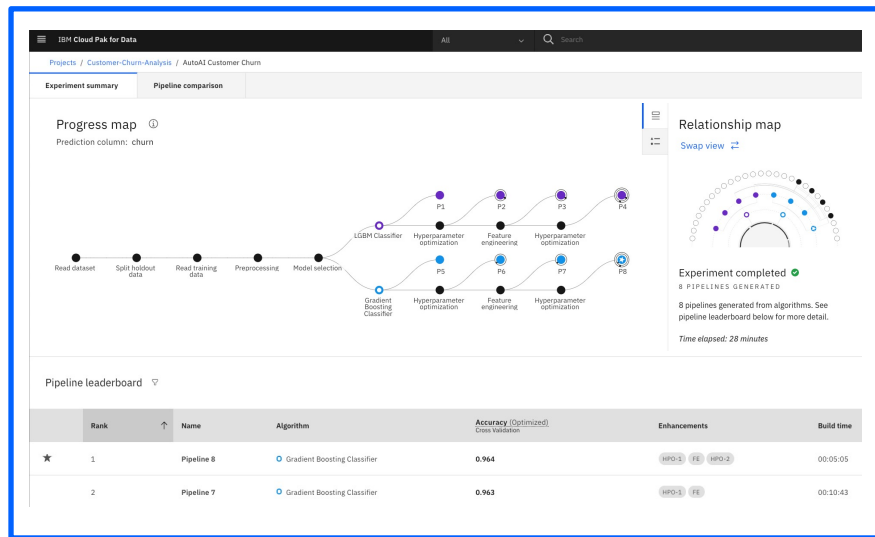 IBM Cloud Pak for Data
All
Search
Projects / Customer-Churn-Analysis / AutoAI Customer Churn
Experiment summary
Pipeline comparison
Progress map
Prediction column: churn
Read dataset
Split holdout
data
Read training
data
Preprocessing
Model selection
LGBM Classifier
P1
Hyperparameter
optimization
P2
Feature
engineering
P3
Hyperparameter
optimization
P4
Gradient
Boosting
Classifier
P5
Hyperparameter
optimization
P6
Feature
engineering
P7
Hyperparameter
optimization
P8
Relationship map
Swap view
Experiment completed
8 PIPELINES GENERATED
8 pipelines generated from algorithms. See
pipeline leaderboard below for more detail.
Time elapsed: 28 minutes
Pipeline leaderboard
Rank Name Algorithm Accuracy (Optimized) Enhancements Build time
Cross Validation
1 Pipeline 8 Gradient Boosting Classifier 0.964 HPO-1 FE HPO-2 00:05:05
2 Pipeline 7 Gradient Boosting Classifier 0.963 HPO-1 FE 00:10:43